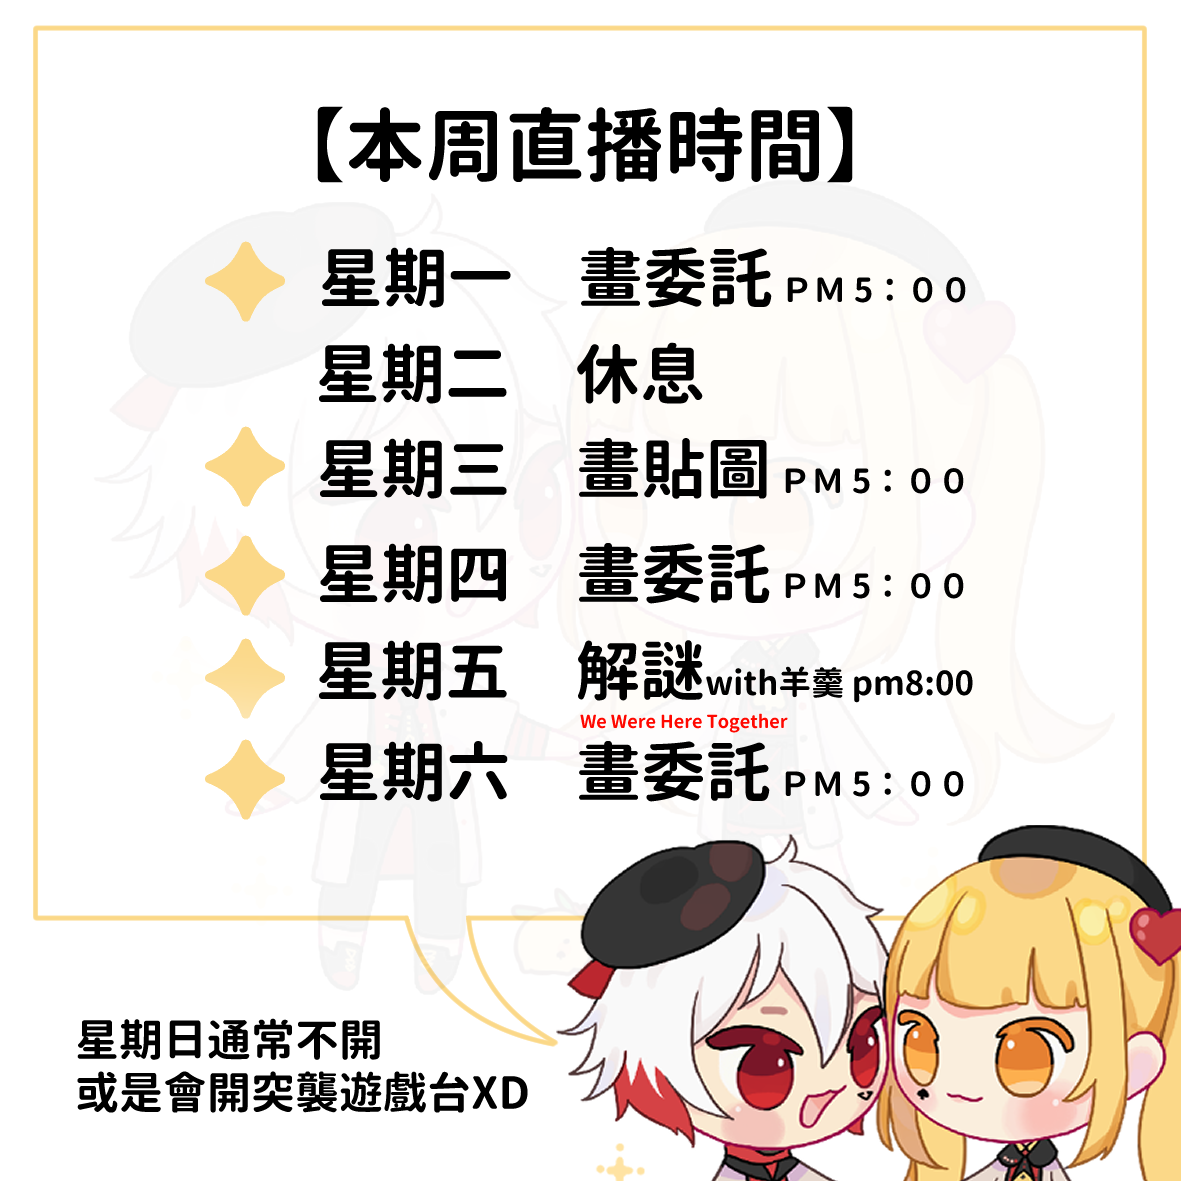 【本周直播時間】
星期一 畫委託 ＰＭ５：００
星期二 休息
星期三 畫貼圖 ＰＭ５：００
星期四 畫委託 ＰＭ５：００
星期五 解謎with羊羹 pm8:00
We Were Here Together
星期六 畫委託 ＰＭ５：００
星期日通常不開
或是會開突襲遊戲台XD